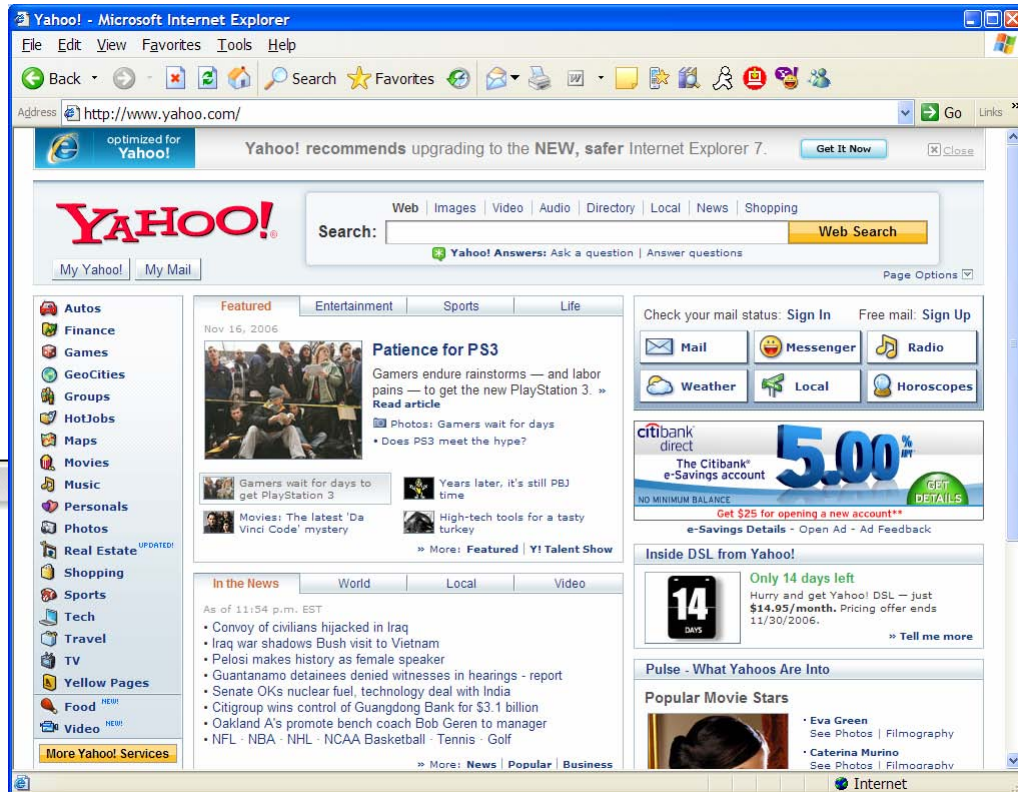 Yahoo! - Microsoft Internet Explorer
File Edit View Favorites Tools Help
Back Search Favorites
Address http://www.yahoo.com/ Go Links »
optimized for
Yahoo!
Yahoo! recommends upgrading to the NEW, safer Internet Explorer 7. Get It Now Close
YAHOO!
My Yahoo! My Mail
Web | Images | Video | Audio | Directory | Local | News | Shopping
Search: Web Search
Yahoo! Answers: Ask a question | Answer questions
Page Options
Autos
Finance
Games
GeoCities
Groups
HotJobs
Maps
Movies
Music
Personals
Photos
Real Estate UPDATED!
Shopping
Sports
Tech
Travel
TV
Yellow Pages
Food NEW!
Video NEW!
More Yahoo! Services
Featured Entertainment Sports Life
Nov 16, 2006
Patience for PS3
Gamers endure rainstorms — and labor
pains — to get the new PlayStation 3. »
Read article
Photos: Gamers wait for days
• Does PS3 meet the hype?
Gamers wait for days to
get PlayStation 3
Years later, it's still PBJ
time
Movies: The latest 'Da
Vinci Code' mystery
High-tech tools for a tasty
turkey
» More: Featured | Y! Talent Show
In the News World Local Video
As of 11:54 p.m. EST
• Convoy of civilians hijacked in Iraq
• Iraq war shadows Bush visit to Vietnam
• Pelosi makes history as female speaker
• Guantanamo detainees denied witnesses in hearings - report
• Senate OKs nuclear fuel, technology deal with India
• Citigroup wins control of Guangdong Bank for $3.1 billion
• Oakland A's promote bench coach Bob Geren to manager
• NFL · NBA · NHL · NCAA Basketball · Tennis · Golf
» More: News | Popular | Business
Check your mail status: Sign In Free mail: Sign Up
Mail Messenger Radio
Weather Local Horoscopes
citibank
direct
The Citibank®
e-Savings account
5.00% APY
NO MINIMUM BALANCE
GET
DETAILS
Get $25 for opening a new account**
e-Savings Details - Open Ad - Ad Feedback
Inside DSL from Yahoo!
14
DAYS
Only 14 days left
Hurry and get Yahoo! DSL — just
$14.95/month. Pricing offer ends
11/30/2006.
» Tell me more
Pulse - What Yahoos Are Into
Popular Movie Stars
· Eva Green
See Photos | Filmography
· Caterina Murino
See Photos | Filmography
Internet